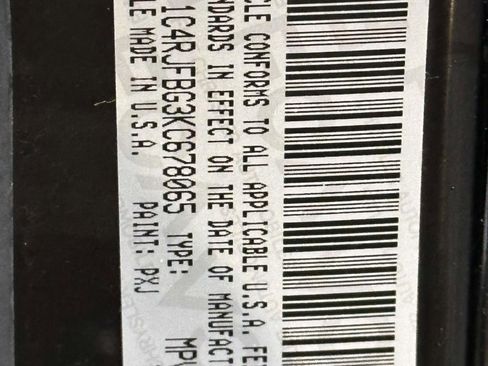 CLE CONFORMS TO ALL APPLICABLE U.S.A. FE
NDARDS IN EFFECT ON THE DATE OF MANUFACT
1C4RJFBG3KC678065 TYPE: MPV
LE MADE IN U.S.A. PAINT: PXJ